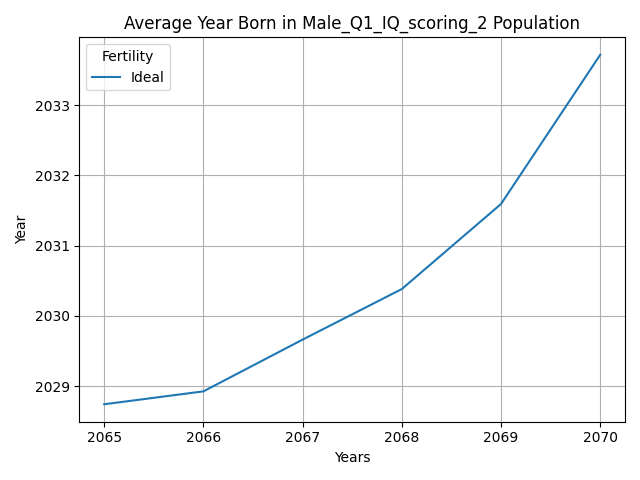 Average Year Born in Male_Q1_IQ_scoring_2 Population
Fertility
Ideal
2033
2032
2031
2030
2029
Year
2065 2066 2067 2068 2069 2070
Years